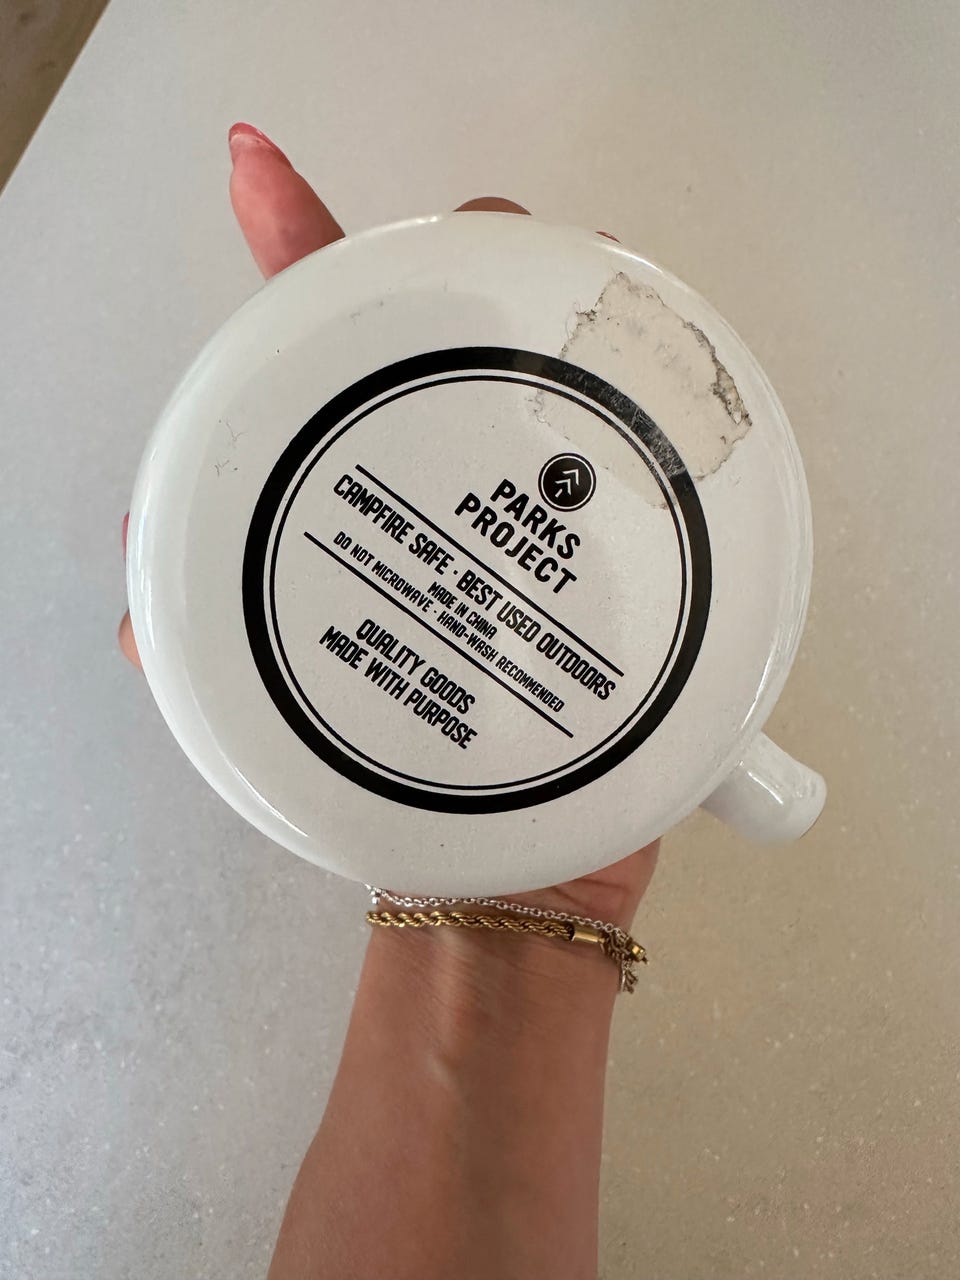 PARKS
PROJECT
CAMPFIRE SAFE · BEST USED OUTDOORS
MADE IN CHINA
DO NOT MICROWAVE · HAND-WASH RECOMMENDED
QUALITY GOODS
MADE WITH PURPOSE